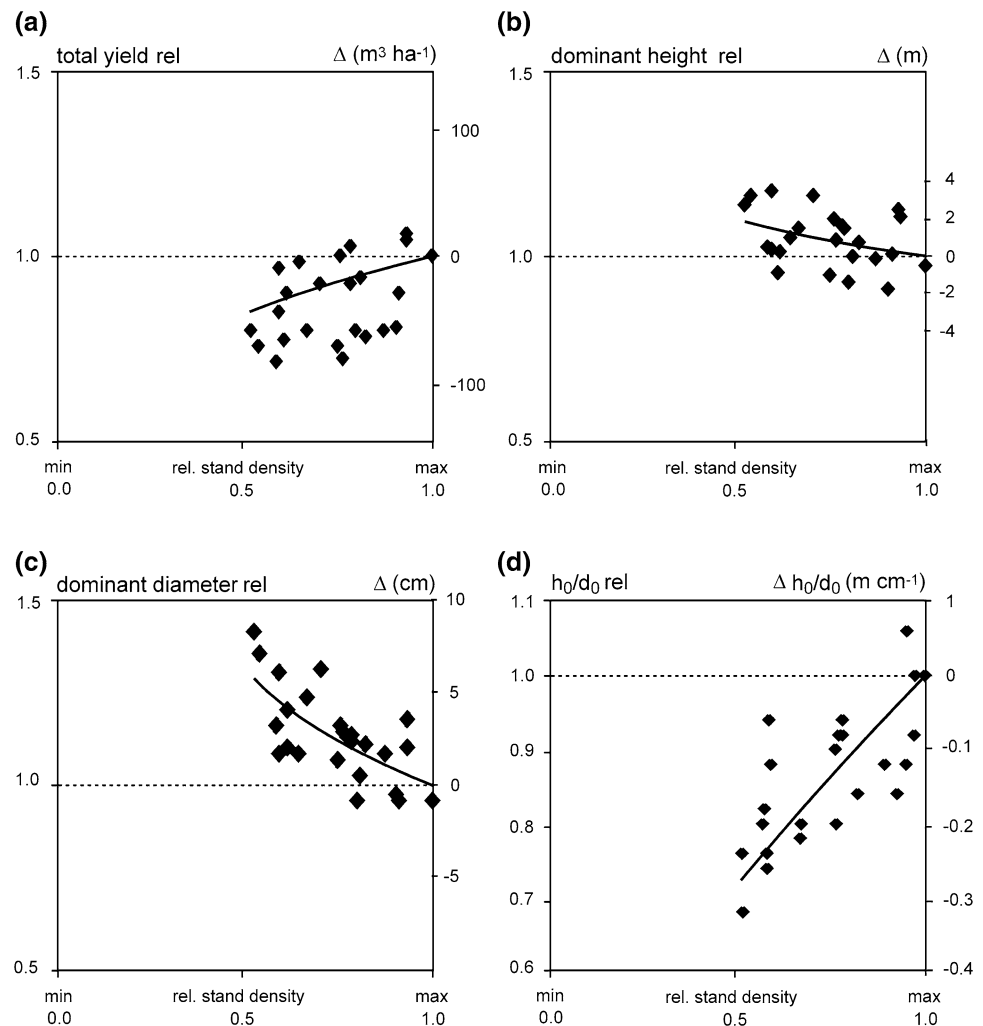 (a)
total yield rel Δ (m³ ha⁻¹)
1.5
100
1.0 0
-100
0.5
min rel. stand density max
0.0 0.5 1.0
(b)
dominant height rel Δ (m)
1.5
4
2
1.0 0
-2
-4
0.5
min rel. stand density max
0.0 0.5 1.0
(c)
dominant diameter rel Δ (cm)
1.5 10
5
1.0 0
-5
0.5
min rel. stand density max
0.0 0.5 1.0
(d)
h₀/d₀ rel Δ h₀/d₀ (m cm⁻¹)
1.1 1
1.0 0
0.9 -0.1
0.8 -0.2
0.7 -0.3
0.6 -0.4
min rel. stand density max
0.0 0.5 1.0